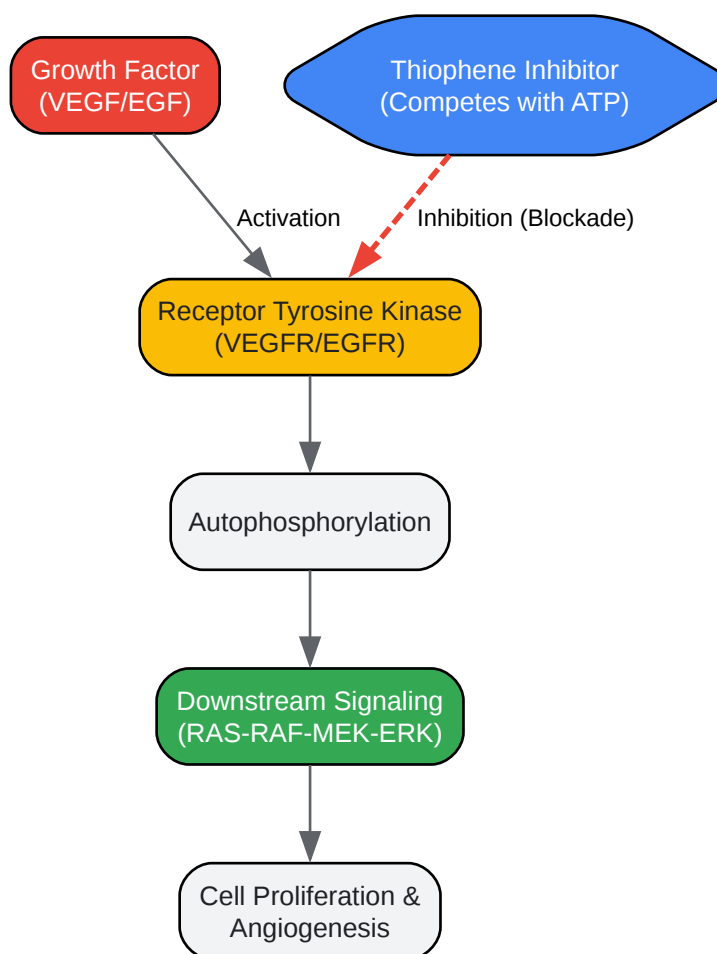 Growth Factor
(VEGF/EGF)
Thiophene Inhibitor
(Competes with ATP)
Activation
Inhibition (Blockade)
Receptor Tyrosine Kinase
(VEGFR/EGFR)
Autophosphorylation
Downstream Signaling
(RAS-RAF-MEK-ERK)
Cell Proliferation &
Angiogenesis